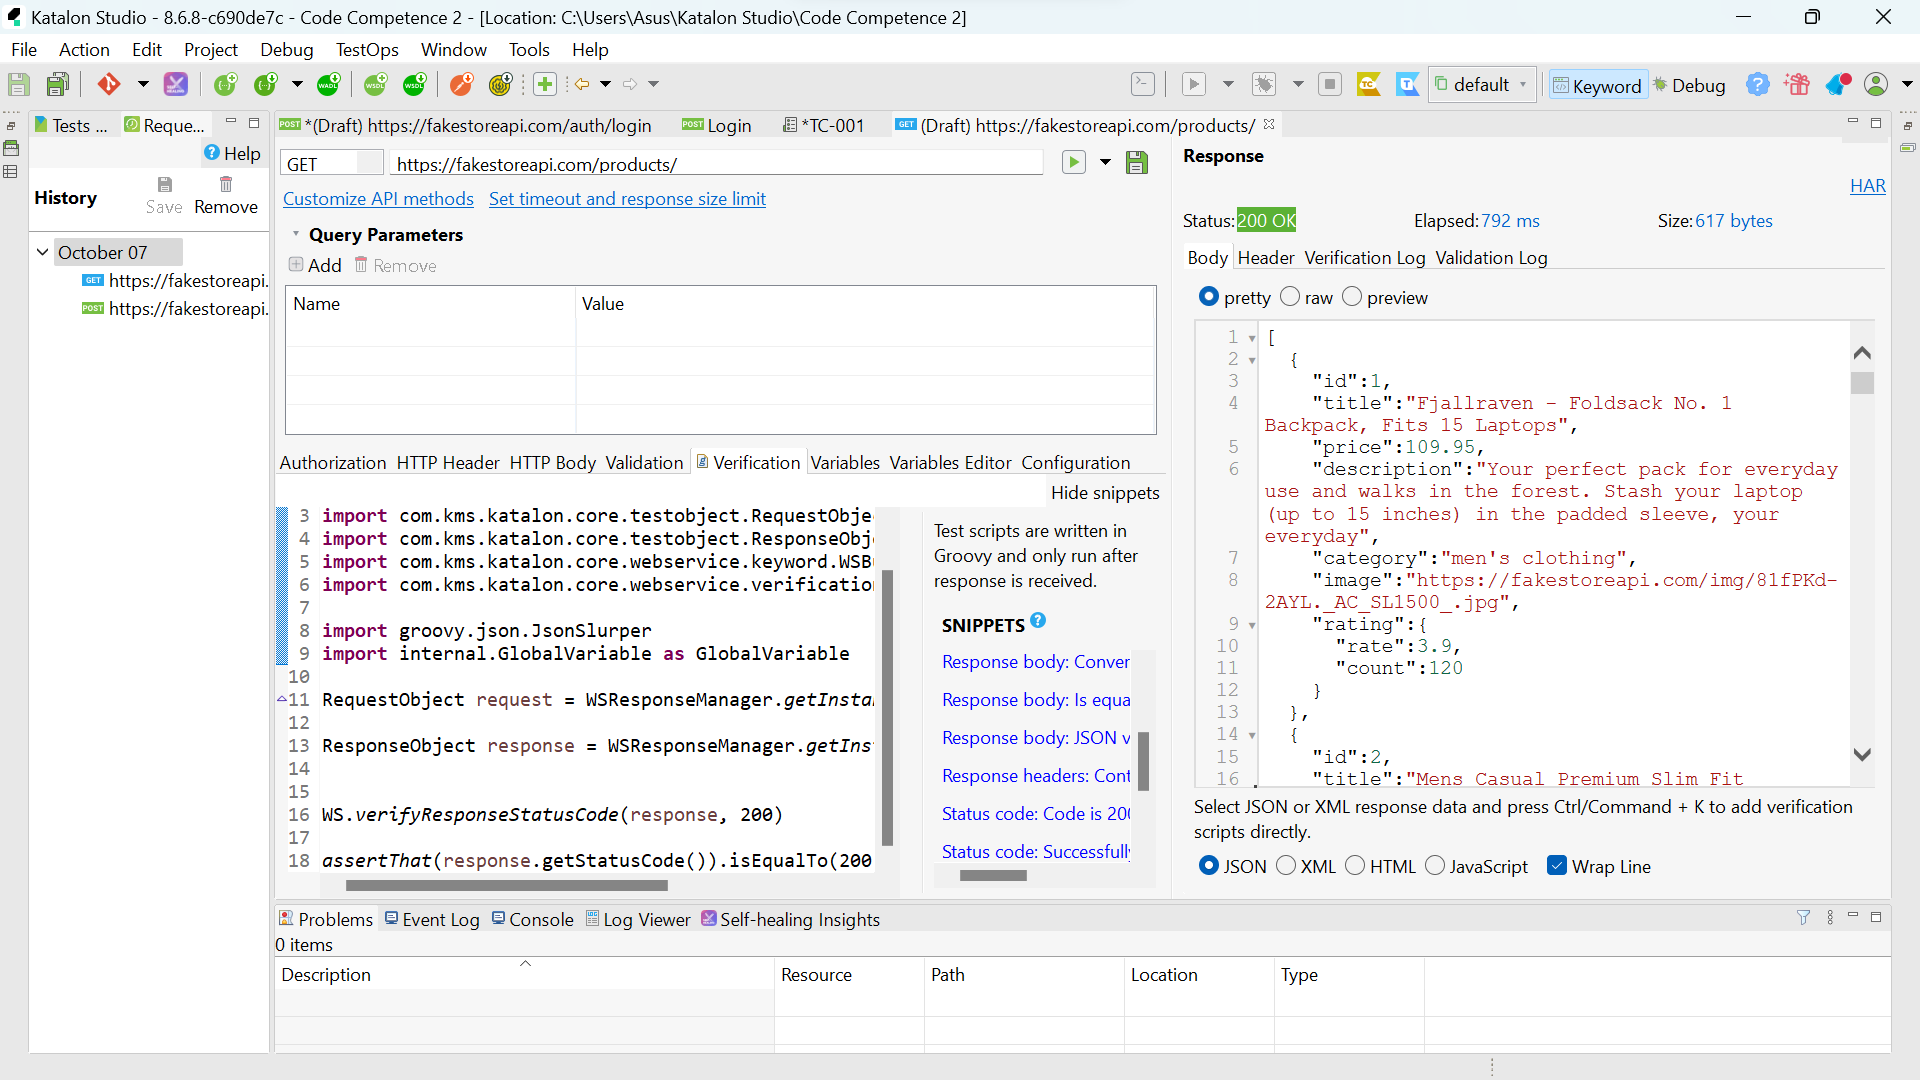 Katalon Studio - 8.6.8-c690de7c - Code Competence 2 - [Location: C:\Users\Asus\Katalon Studio\Code Competence 2]
File Action Edit Project Debug TestOps Window Tools Help
default Keyword Debug
Tests ... Reque...
Help
History Save Remove
October 07
GET https://fakestoreapi.
POST https://fakestoreapi.
POST *(Draft) https://fakestoreapi.com/auth/login POST Login *TC-001 GET (Draft) https://fakestoreapi.com/products/
GET https://fakestoreapi.com/products/
Customize API methods Set timeout and response size limit
Query Parameters
Add Remove
Name Value
Authorization HTTP Header HTTP Body Validation Verification Variables Variables Editor Configuration
Hide snippets
3 import com.kms.katalon.core.testobject.RequestObje
4 import com.kms.katalon.core.testobject.ResponseObj
5 import com.kms.katalon.core.webservice.keyword.WSB
6 import com.kms.katalon.core.webservice.verificatio
7
8 import groovy.json.JsonSlurper
9 import internal.GlobalVariable as GlobalVariable
10
11 RequestObject request = WSResponseManager.getInsta
12
13 ResponseObject response = WSResponseManager.getIns
14
15
16 WS.verifyResponseStatusCode(response, 200)
17
18 assertThat(response.getStatusCode()).isEqualTo(200
Test scripts are written in
Groovy and only run after
response is received.
SNIPPETS
Response body: Conver
Response body: Is equa
Response body: JSON v
Response headers: Cont
Status code: Code is 200
Status code: Successfull
Response
HAR
Status: 200 OK Elapsed: 792 ms Size: 617 bytes
Body Header Verification Log Validation Log
pretty raw preview
1 [
2 {
3 "id":1,
4 "title":"Fjallraven - Foldsack No. 1
Backpack, Fits 15 Laptops",
5 "price":109.95,
6 "description":"Your perfect pack for everyday
use and walks in the forest. Stash your laptop
(up to 15 inches) in the padded sleeve, your
everyday",
7 "category":"men's clothing",
8 "image":"https://fakestoreapi.com/img/81fPKd-
2AYL._AC_SL1500_.jpg",
9 "rating":{
10 "rate":3.9,
11 "count":120
12 }
13 },
14 {
15 "id":2,
16 "title":"Mens Casual Premium Slim Fit
Select JSON or XML response data and press Ctrl/Command + K to add verification
scripts directly.
JSON XML HTML JavaScript Wrap Line
Problems Event Log Console Log Viewer Self-healing Insights
0 items
Description Resource Path Location Type